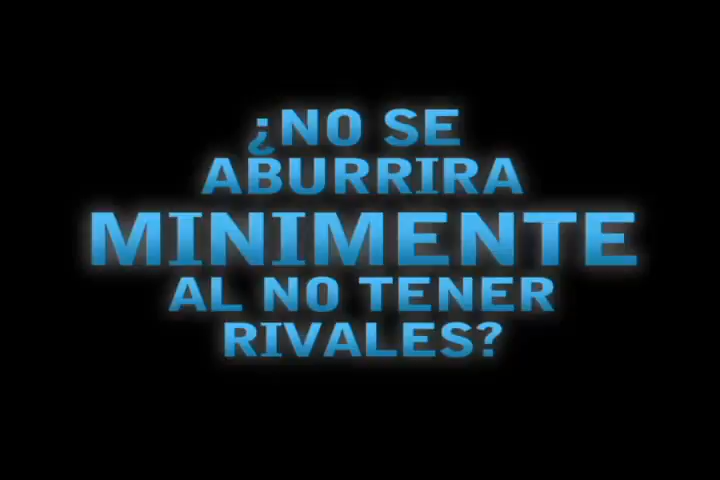 ¿NO SE
ABURRIRA
MINIMENTE
AL NO TENER
RIVALES?